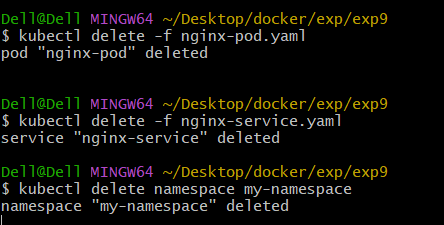 Dell@Dell MINGW64 ~/Desktop/docker/exp/exp9
$ kubectl delete -f nginx-pod.yaml
pod "nginx-pod" deleted
Dell@Dell MINGW64 ~/Desktop/docker/exp/exp9
$ kubectl delete -f nginx-service.yaml
service "nginx-service" deleted
Dell@Dell MINGW64 ~/Desktop/docker/exp/exp9
$ kubectl delete namespace my-namespace
namespace "my-namespace" deleted